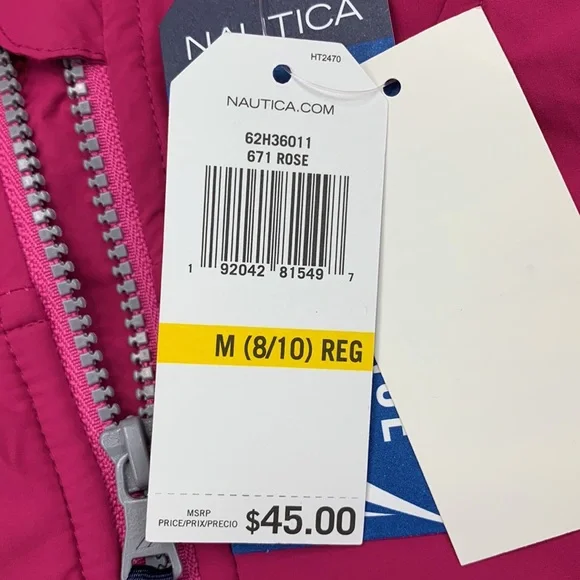 NAUTICA
HT2470
NAUTICA.COM
62H36011
671 ROSE
1 92042 81549 7
M (8/10) REG
MSRP
PRICE/PRIX/PRECIO $45.00